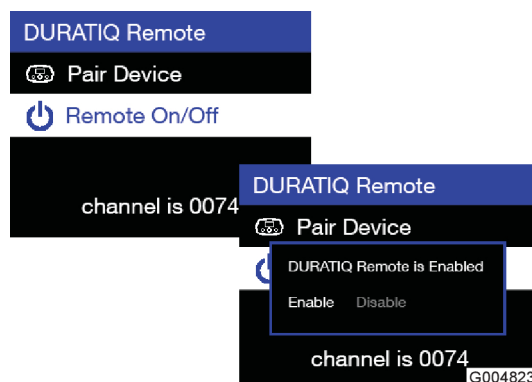 DURATIQ Remote
Pair Device
Remote On/Off
channel is 0074
DURATIQ Remote
Pair Device
DURATIQ Remote is Enabled
Enable Disable
channel is 0074
G004823